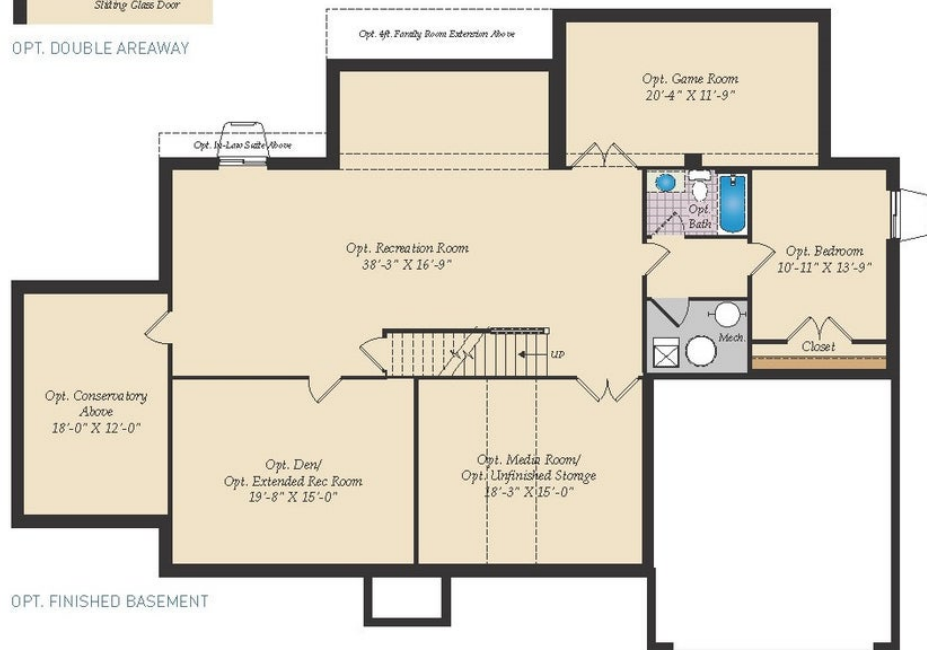 Sliding Glass Door
OPT. DOUBLE AREAWAY
Opt. 4ft. Family Room Extension Above
Opt. Game Room
20'-4" X 11'-9"
Opt. In-Law Suite Above
Opt.
Bath
Opt. Recreation Room
38'-3" X 16'-9"
Opt. Bedroom
10'-11" X 13'-9"
Mech.
Closet
UP
Opt. Conservatory
Above
18'-0" X 12'-0"
Opt. Den/
Opt. Extended Rec Room
19'-8" X 15'-0"
Opt. Media Room/
Opt. Unfinished Storage
18'-3" X 15'-0"
OPT. FINISHED BASEMENT